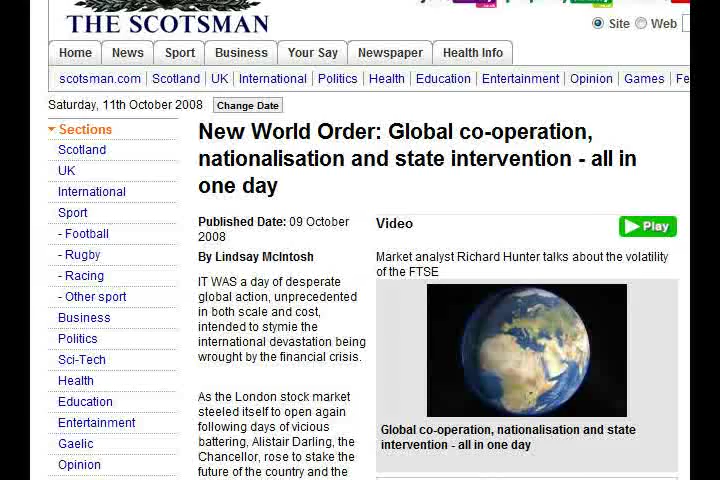 THE SCOTSMAN
Site Web
Home News Sport Business Your Say Newspaper Health Info
scotsman.com Scotland UK International Politics Health Education Entertainment Opinion Games Fe
Saturday, 11th October 2008 Change Date
Sections
Scotland
UK
International
Sport
- Football
- Rugby
- Racing
- Other sport
Business
Politics
Sci-Tech
Health
Education
Entertainment
Gaelic
Opinion
New World Order: Global co-operation,
nationalisation and state intervention - all in
one day
Published Date: 09 October
2008
By Lindsay McIntosh
IT WAS a day of desperate
global action, unprecedented
in both scale and cost,
intended to stymie the
international devastation being
wrought by the financial crisis.
As the London stock market
steeled itself to open again
following days of vicious
battering, Alistair Darling, the
Chancellor, rose to stake the
future of the country and the
Video
Play
Market analyst Richard Hunter talks about the volatility
of the FTSE
Global co-operation, nationalisation and state
intervention - all in one day